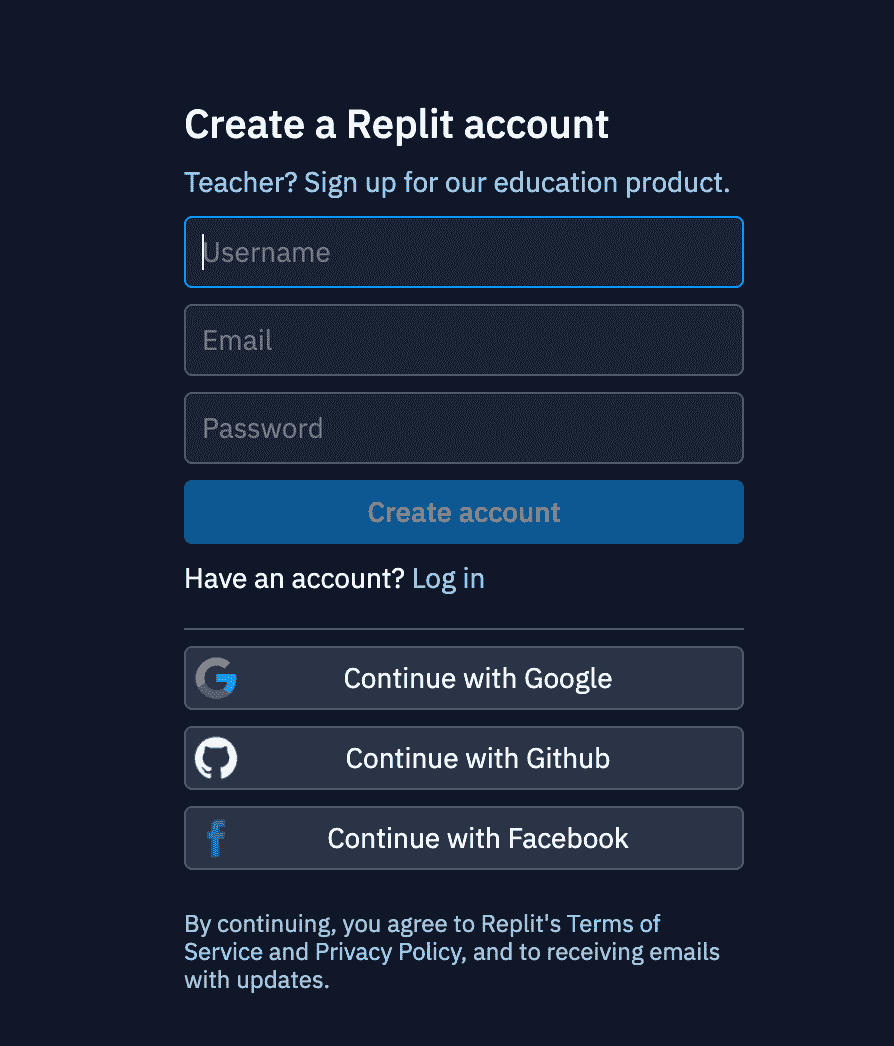 Create a Replit account
Teacher? Sign up for our education product.
Username
Email
Password
Create account
Have an account? Log in
Continue with Google
Continue with Github
Continue with Facebook
By continuing, you agree to Replit's Terms of
Service and Privacy Policy, and to receiving emails
with updates.